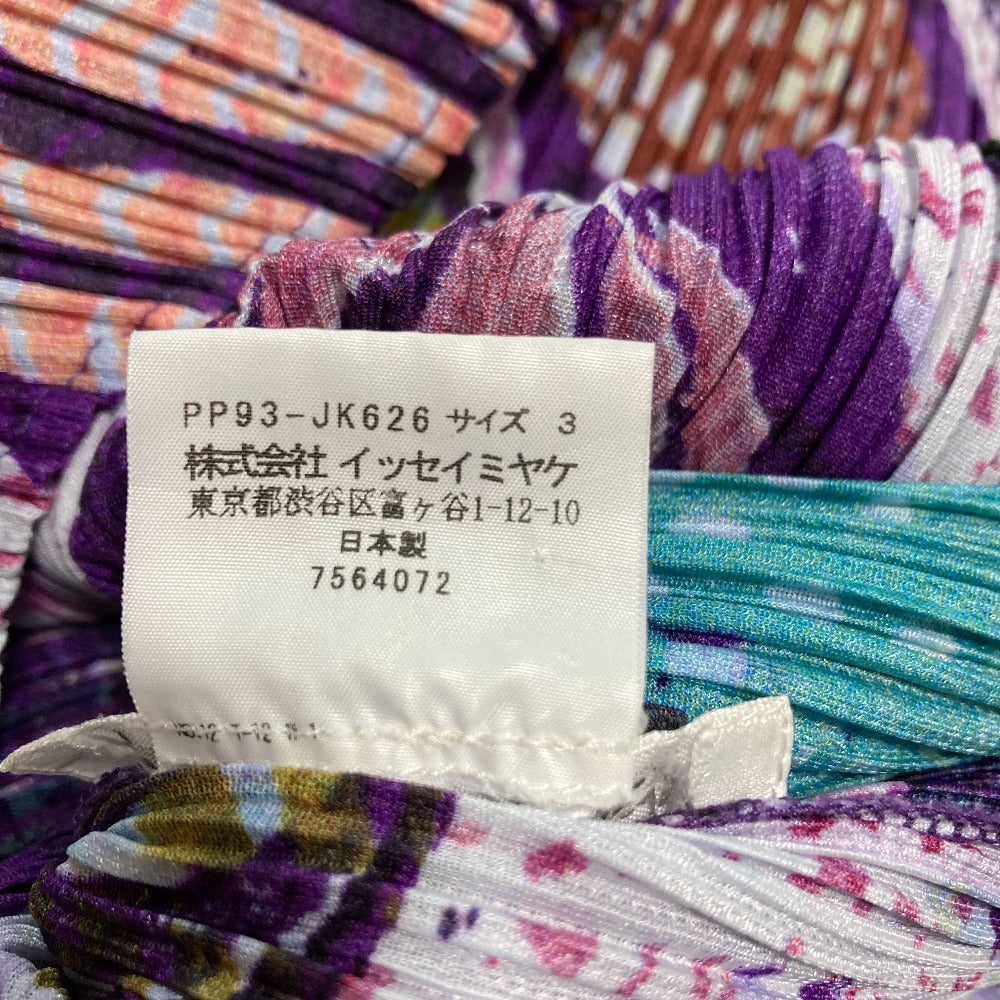 PP93-JK626 サイズ 3
株式会社 イッセイミヤケ
東京都渋谷区富ヶ谷1-12-10
日本製
7564072